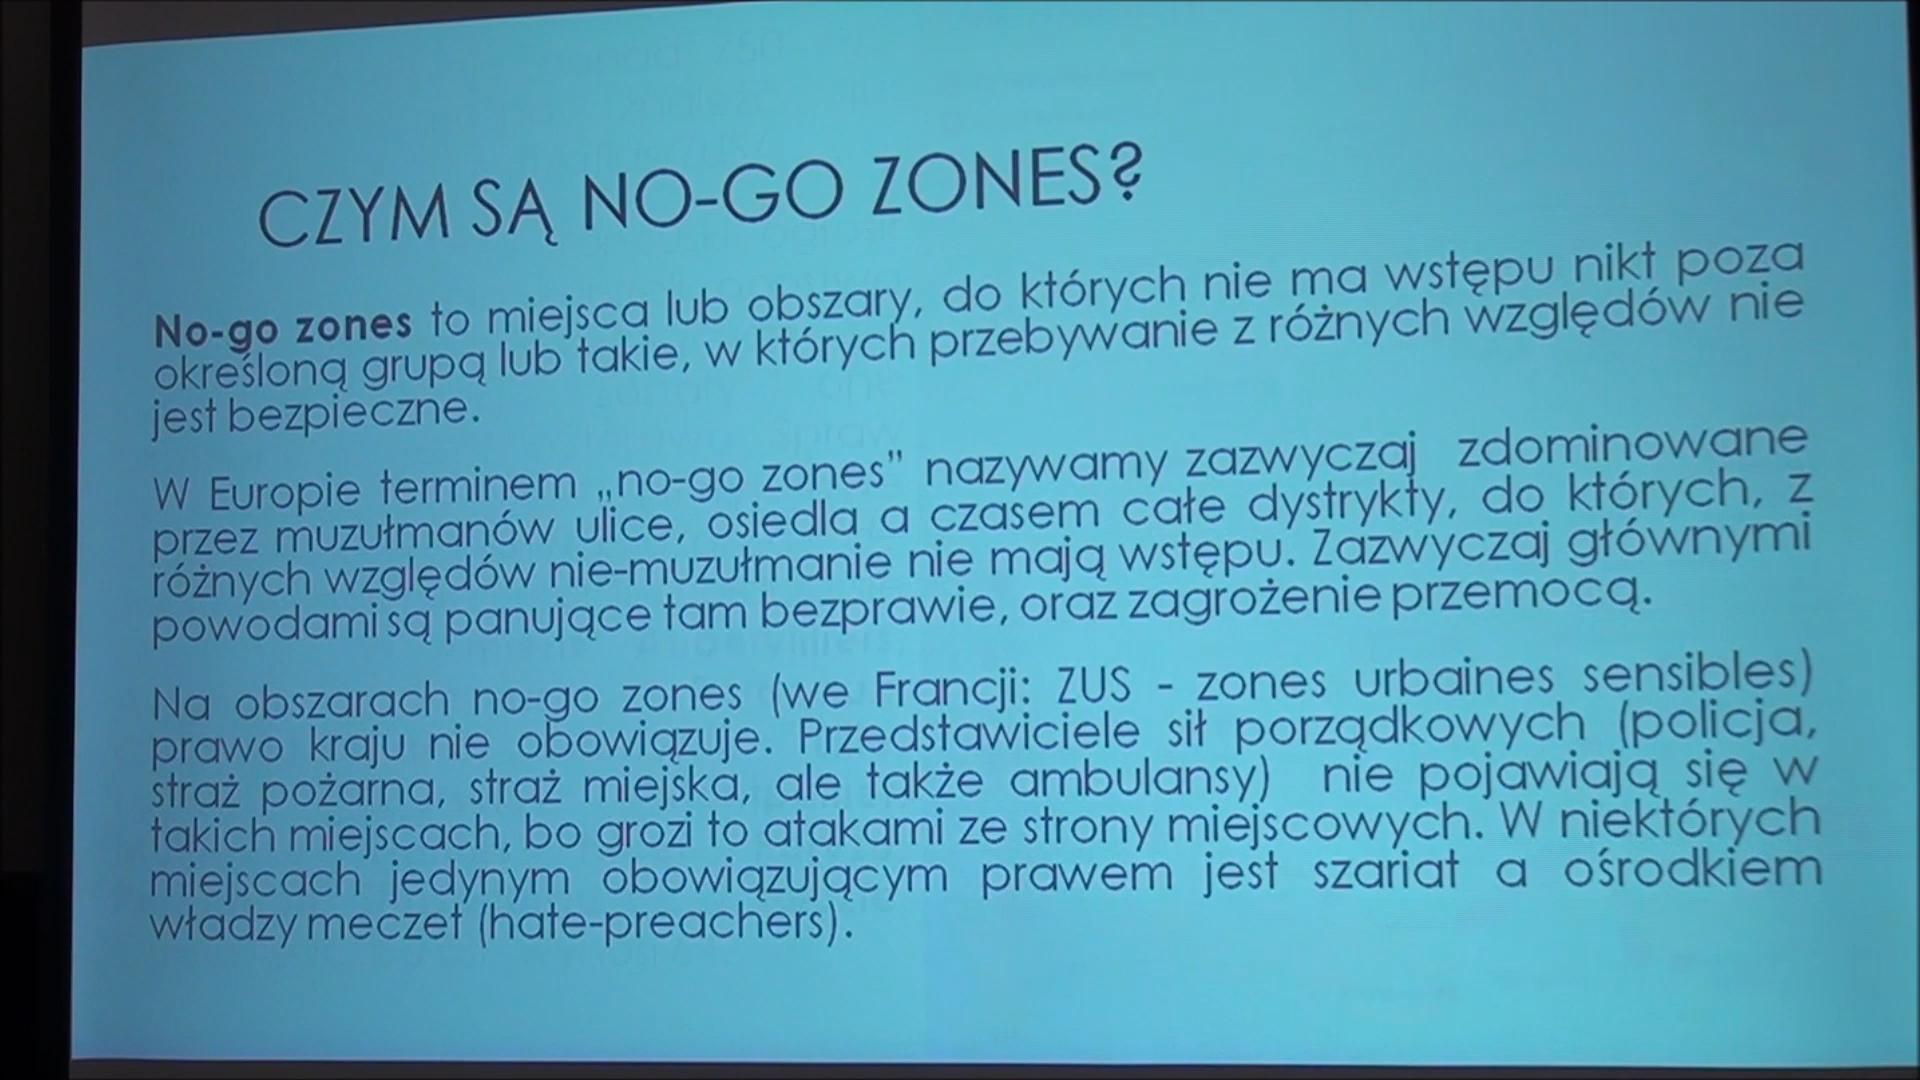 CZYM SĄ NO-GO ZONES?
No-go zones to miejsca lub obszary, do których nie ma wstępu nikt poza
określoną grupą lub takie, w których przebywanie z różnych względów nie
jest bezpieczne.
W Europie terminem „no-go zones" nazywamy zazwyczaj zdominowane
przez muzułmanów ulice, osiedla a czasem całe dystrykty, do których, z
różnych względów nie-muzułmanie nie mają wstępu. Zazwyczaj głównymi
powodami są panujące tam bezprawie, oraz zagrożenie przemocą.
Na obszarach no-go zones (we Francji: ZUS - zones urbaines sensibles)
prawo kraju nie obowiązuje. Przedstawiciele sił porządkowych (policja,
straż pożarna, straż miejska, ale także ambulansy) nie pojawiają się w
takich miejscach, bo grozi to atakami ze strony miejscowych. W niektórych
miejscach jedynym obowiązującym prawem jest szariat a ośrodkiem
władzy meczet (hate-preachers).